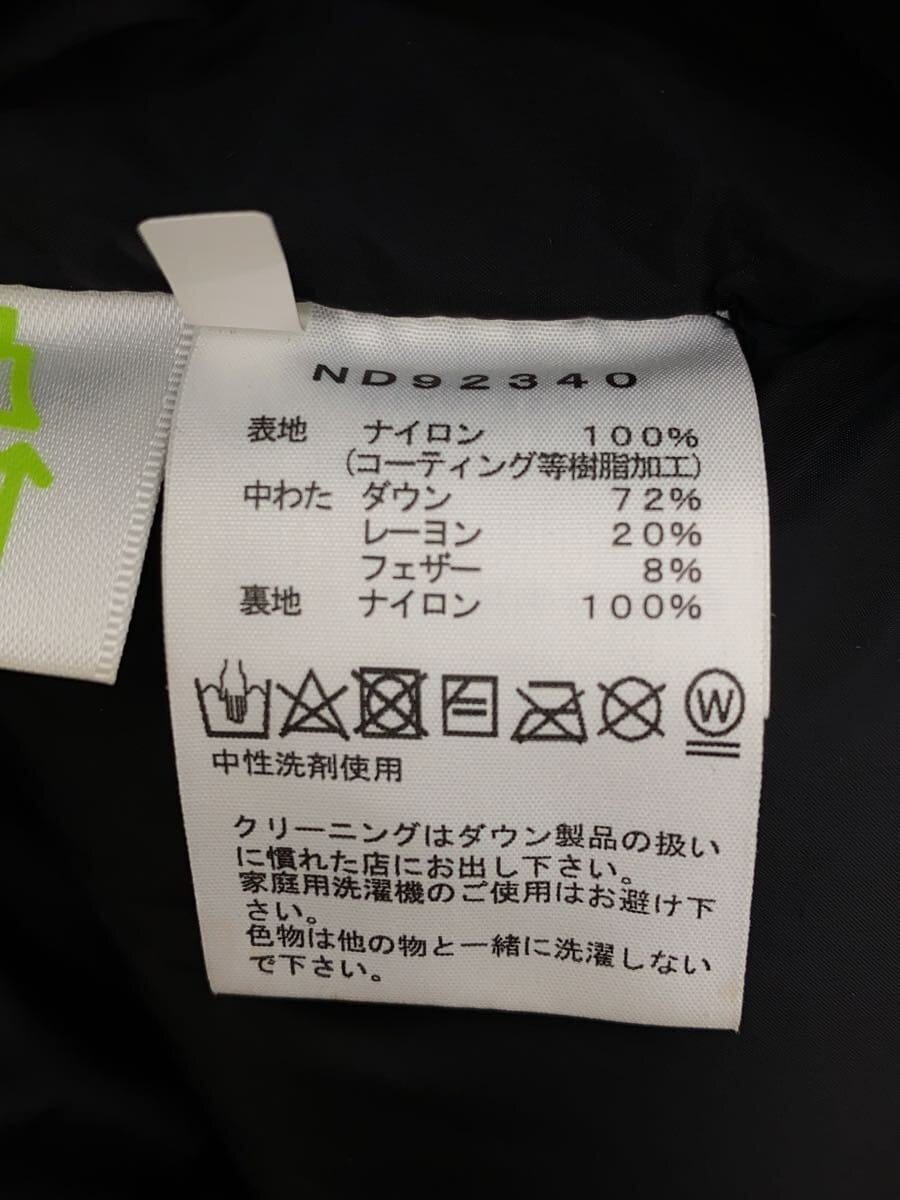 ND92340
表地 ナイロン 100%
(コーティング等樹脂加工)
中わた ダウン 72%
レーヨン 20%
フェザー 8%
裏地 ナイロン 100%
W
中性洗剤使用
クリーニングはダウン製品の扱い
に慣れた店にお出し下さい。
家庭用洗濯機のご使用はお避け下
さい。
色物は他の物と一緒に洗濯しない
で下さい。